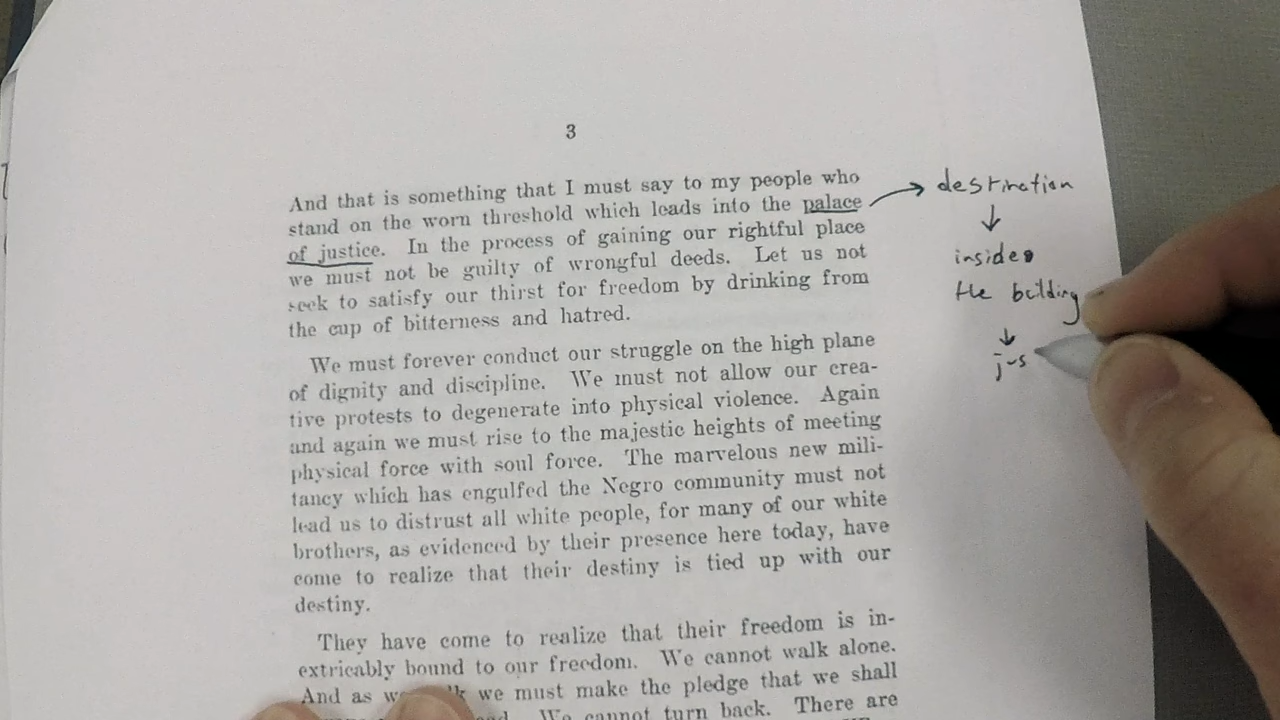 3
And that is something that I must say to my people who
stand on the worn threshold which leads into the palace
of justice. In the process of gaining our rightful place
we must not be guilty of wrongful deeds. Let us not
seek to satisfy our thirst for freedom by drinking from
the cup of bitterness and hatred.
We must forever conduct our struggle on the high plane
of dignity and discipline. We must not allow our crea-
tive protests to degenerate into physical violence. Again
and again we must rise to the majestic heights of meeting
physical force with soul force. The marvelous new mili-
tancy which has engulfed the Negro community must not
lead us to distrust all white people, for many of our white
brothers, as evidenced by their presence here today, have
come to realize that their destiny is tied up with our
destiny.
They have come to realize that their freedom is in-
extricably bound to our freedom. We cannot walk alone.
And as we must make the pledge that we shall
We cannot turn back. There are
→ destination
↓
inside
the building
↓
jus